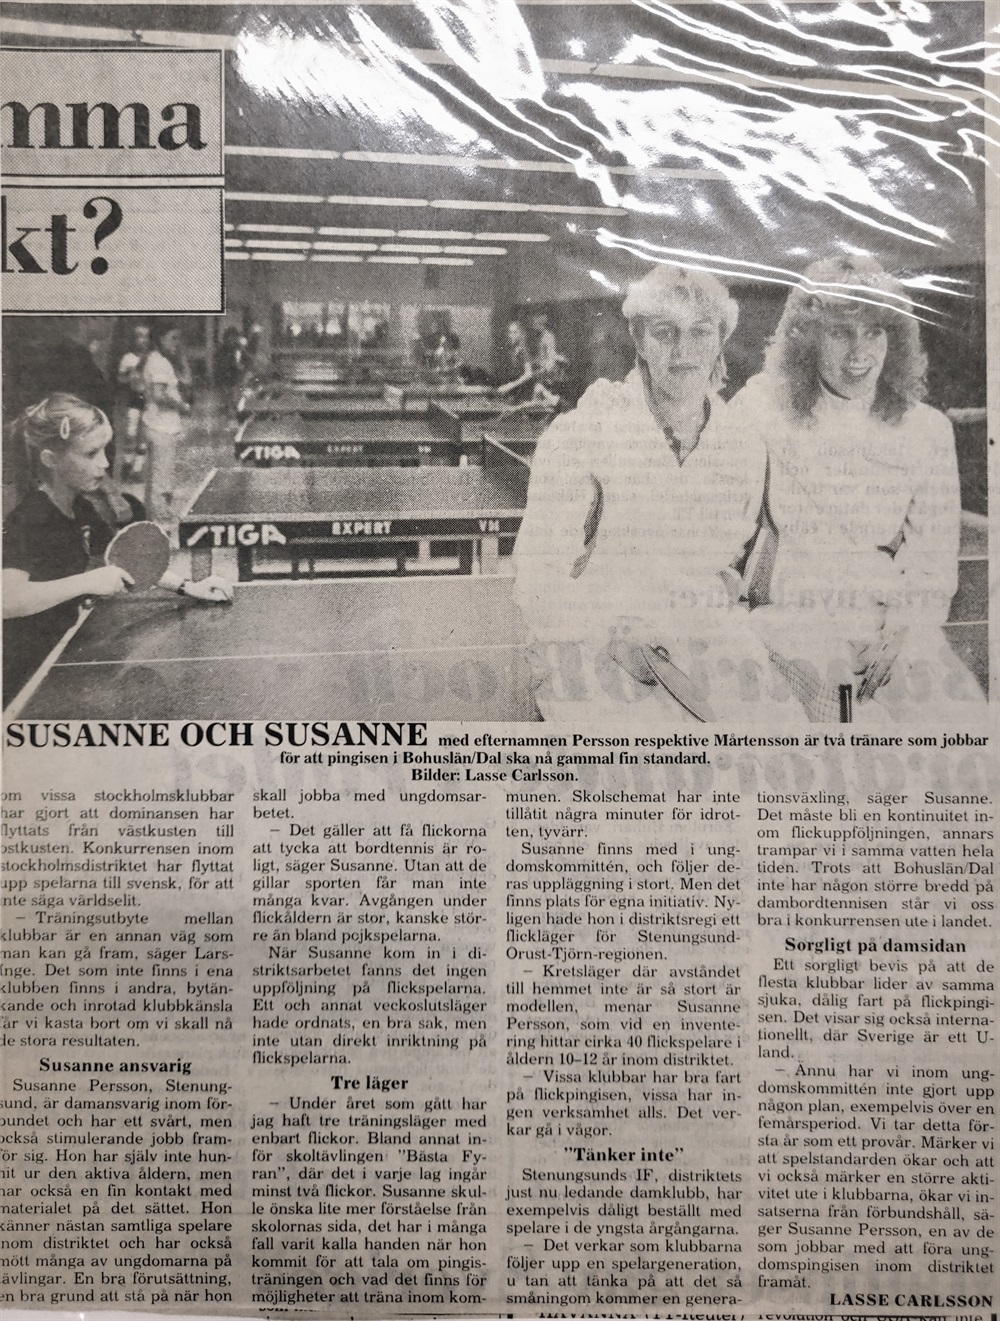 mma
kt?
STIGA EXPERT VM
STIGA EXPERT VM
SUSANNE OCH SUSANNE med efternamnen Persson respektive Mårtensson är två tränare som jobbar
för att pingisen i Bohuslän/Dal ska nå gammal fin standard.
Bilder: Lasse Carlsson.
om vissa stockholmsklubbar
har gjort att dominansen har
flyttats från västkusten till
ostkusten. Konkurrensen inom
stockholmsdistriktet har flyttat
upp spelarna till svensk, för att
inte säga världselit.
– Träningsutbyte mellan
klubbar är en annan väg som
man kan gå fram, säger Lars-
Inge. Det som inte finns i ena
klubben finns i andra, bytän-
kande och inrotad klubbkänsla
är vi kasta bort om vi skall nå
de stora resultaten.
Susanne ansvarig
Susanne Persson, Stenung-
sund, är damansvarig inom för-
bundet och har ett svårt, men
också stimulerande jobb fram-
för sig. Hon har själv inte hun-
nit ur den aktiva åldern, men
har också en fin kontakt med
materialet på det sättet. Hon
känner nästan samtliga spelare
inom distriktet och har också
mött många av ungdomarna på
tävlingar. En bra förutsättning,
en bra grund att stå på när hon
skall jobba med ungdomsar-
betet.
– Det gäller att få flickorna
att tycka att bordtennis är ro-
ligt, säger Susanne. Utan att de
gillar sporten får man inte
många kvar. Avgången under
flickåldern är stor, kanske stör-
re än bland pojkspelarna.
När Susanne kom in i di-
striktsarbetet fanns det ingen
uppföljning på flickspelarna.
Ett och annat veckoslutsläger
hade ordnats, en bra sak, men
inte utan direkt inriktning på
flickspelarna.
Tre läger
– Under året som gått har
jag haft tre träningsläger med
enbart flickor. Bland annat in-
för skoltävlingen "Bästa Fy-
ran", där det i varje lag ingår
minst två flickor. Susanne skul-
le önska lite mer förståelse från
skolornas sida, det har i många
fall varit kalla handen när hon
kommit för att tala om pingis-
träningen och vad det finns för
möjligheter att träna inom kom-
munen. Skolschemat har inte
tillåtit några minuter för idrot-
ten, tyvärr.
Susanne finns med i ung-
domskommittén, och följer de-
ras uppläggning i stort. Men det
finns plats för egna initiativ. Ny-
ligen hade hon i distriktsregi ett
flickläger för Stenungsund-
Orust-Tjörn-regionen.
– Kretsläger där avståndet
till hemmet inte är så stort är
modellen, menar Susanne
Persson, som vid en invente-
ring hittar cirka 40 flickspelare i
åldern 10–12 år inom distriktet.
– Vissa klubbar har bra fart
på flickpingisen, vissa har in-
gen verksamhet alls. Det ver-
kar gå i vågor.
"Tänker inte"
Stenungsunds IF, distriktets
just nu ledande damklubb, har
exempelvis dåligt beställt med
spelare i de yngsta årgångarna.
– Det verkar som klubbarna
följer upp en spelargeneration,
u tan att tänka på att det så
småningom kommer en genera-
tionsväxling, säger Susanne.
Det måste bli en kontinuitet in-
om flickuppföljningen, annars
trampar vi i samma vatten hela
tiden. Trots att Bohuslän/Dal
inte har någon större bredd på
dambordtennisen står vi oss
bra i konkurrensen ute i landet.
Sorgligt på damsidan
Ett sorgligt bevis på att de
flesta klubbar lider av samma
sjuka, dålig fart på flickpingi-
sen. Det visar sig också interna-
tionellt, där Sverige är ett U-
land.
– Ännu har vi inom ung-
domskommittén inte gjort upp
någon plan, exempelvis över en
femårsperiod. Vi tar detta för-
sta år som ett provår. Märker vi
att spelstandarden ökar och att
vi också märker en större akti-
vitet ute i klubbarna, ökar vi in-
satserna från förbundshåll, sä-
ger Susanne Persson, en av de
som jobbar med att föra ung-
domspingisen inom distriktet
framåt.
LASSE CARLSSON